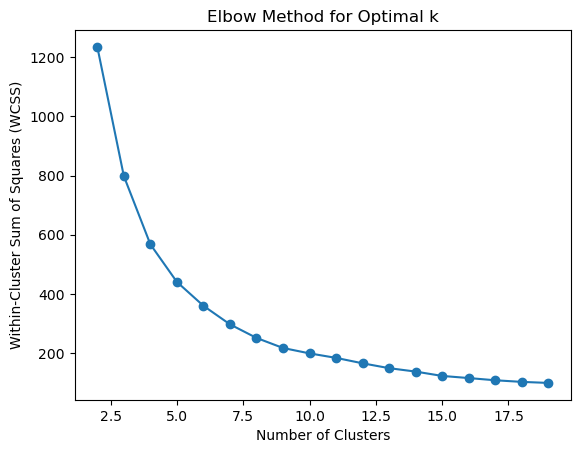 Elbow Method for Optimal k
Within-Cluster Sum of Squares (WCSS)
1200
1000
800
600
400
200
2.5 5.0 7.5 10.0 12.5 15.0 17.5
Number of Clusters